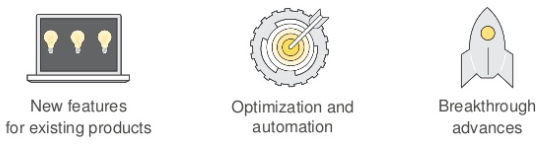 New features
for existing products
Optimization and
automation
Breakthrough
advances